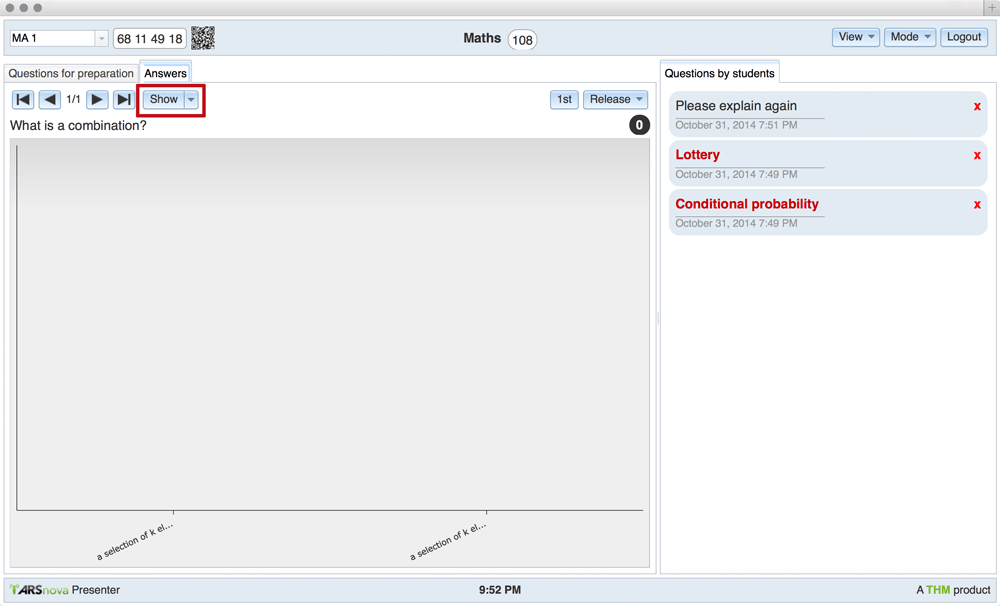 MA 1
68 11 49 18
Maths 108
View
Mode
Logout
Questions for preparation
Answers
1/1
Show
1st
Release
What is a combination?
0
a selection of k el...
a selection of k el...
Questions by students
Please explain again
x
October 31, 2014 7:51 PM
Lottery
x
October 31, 2014 7:49 PM
Conditional probability
x
October 31, 2014 7:49 PM
ARSnova Presenter
9:52 PM
A THM product